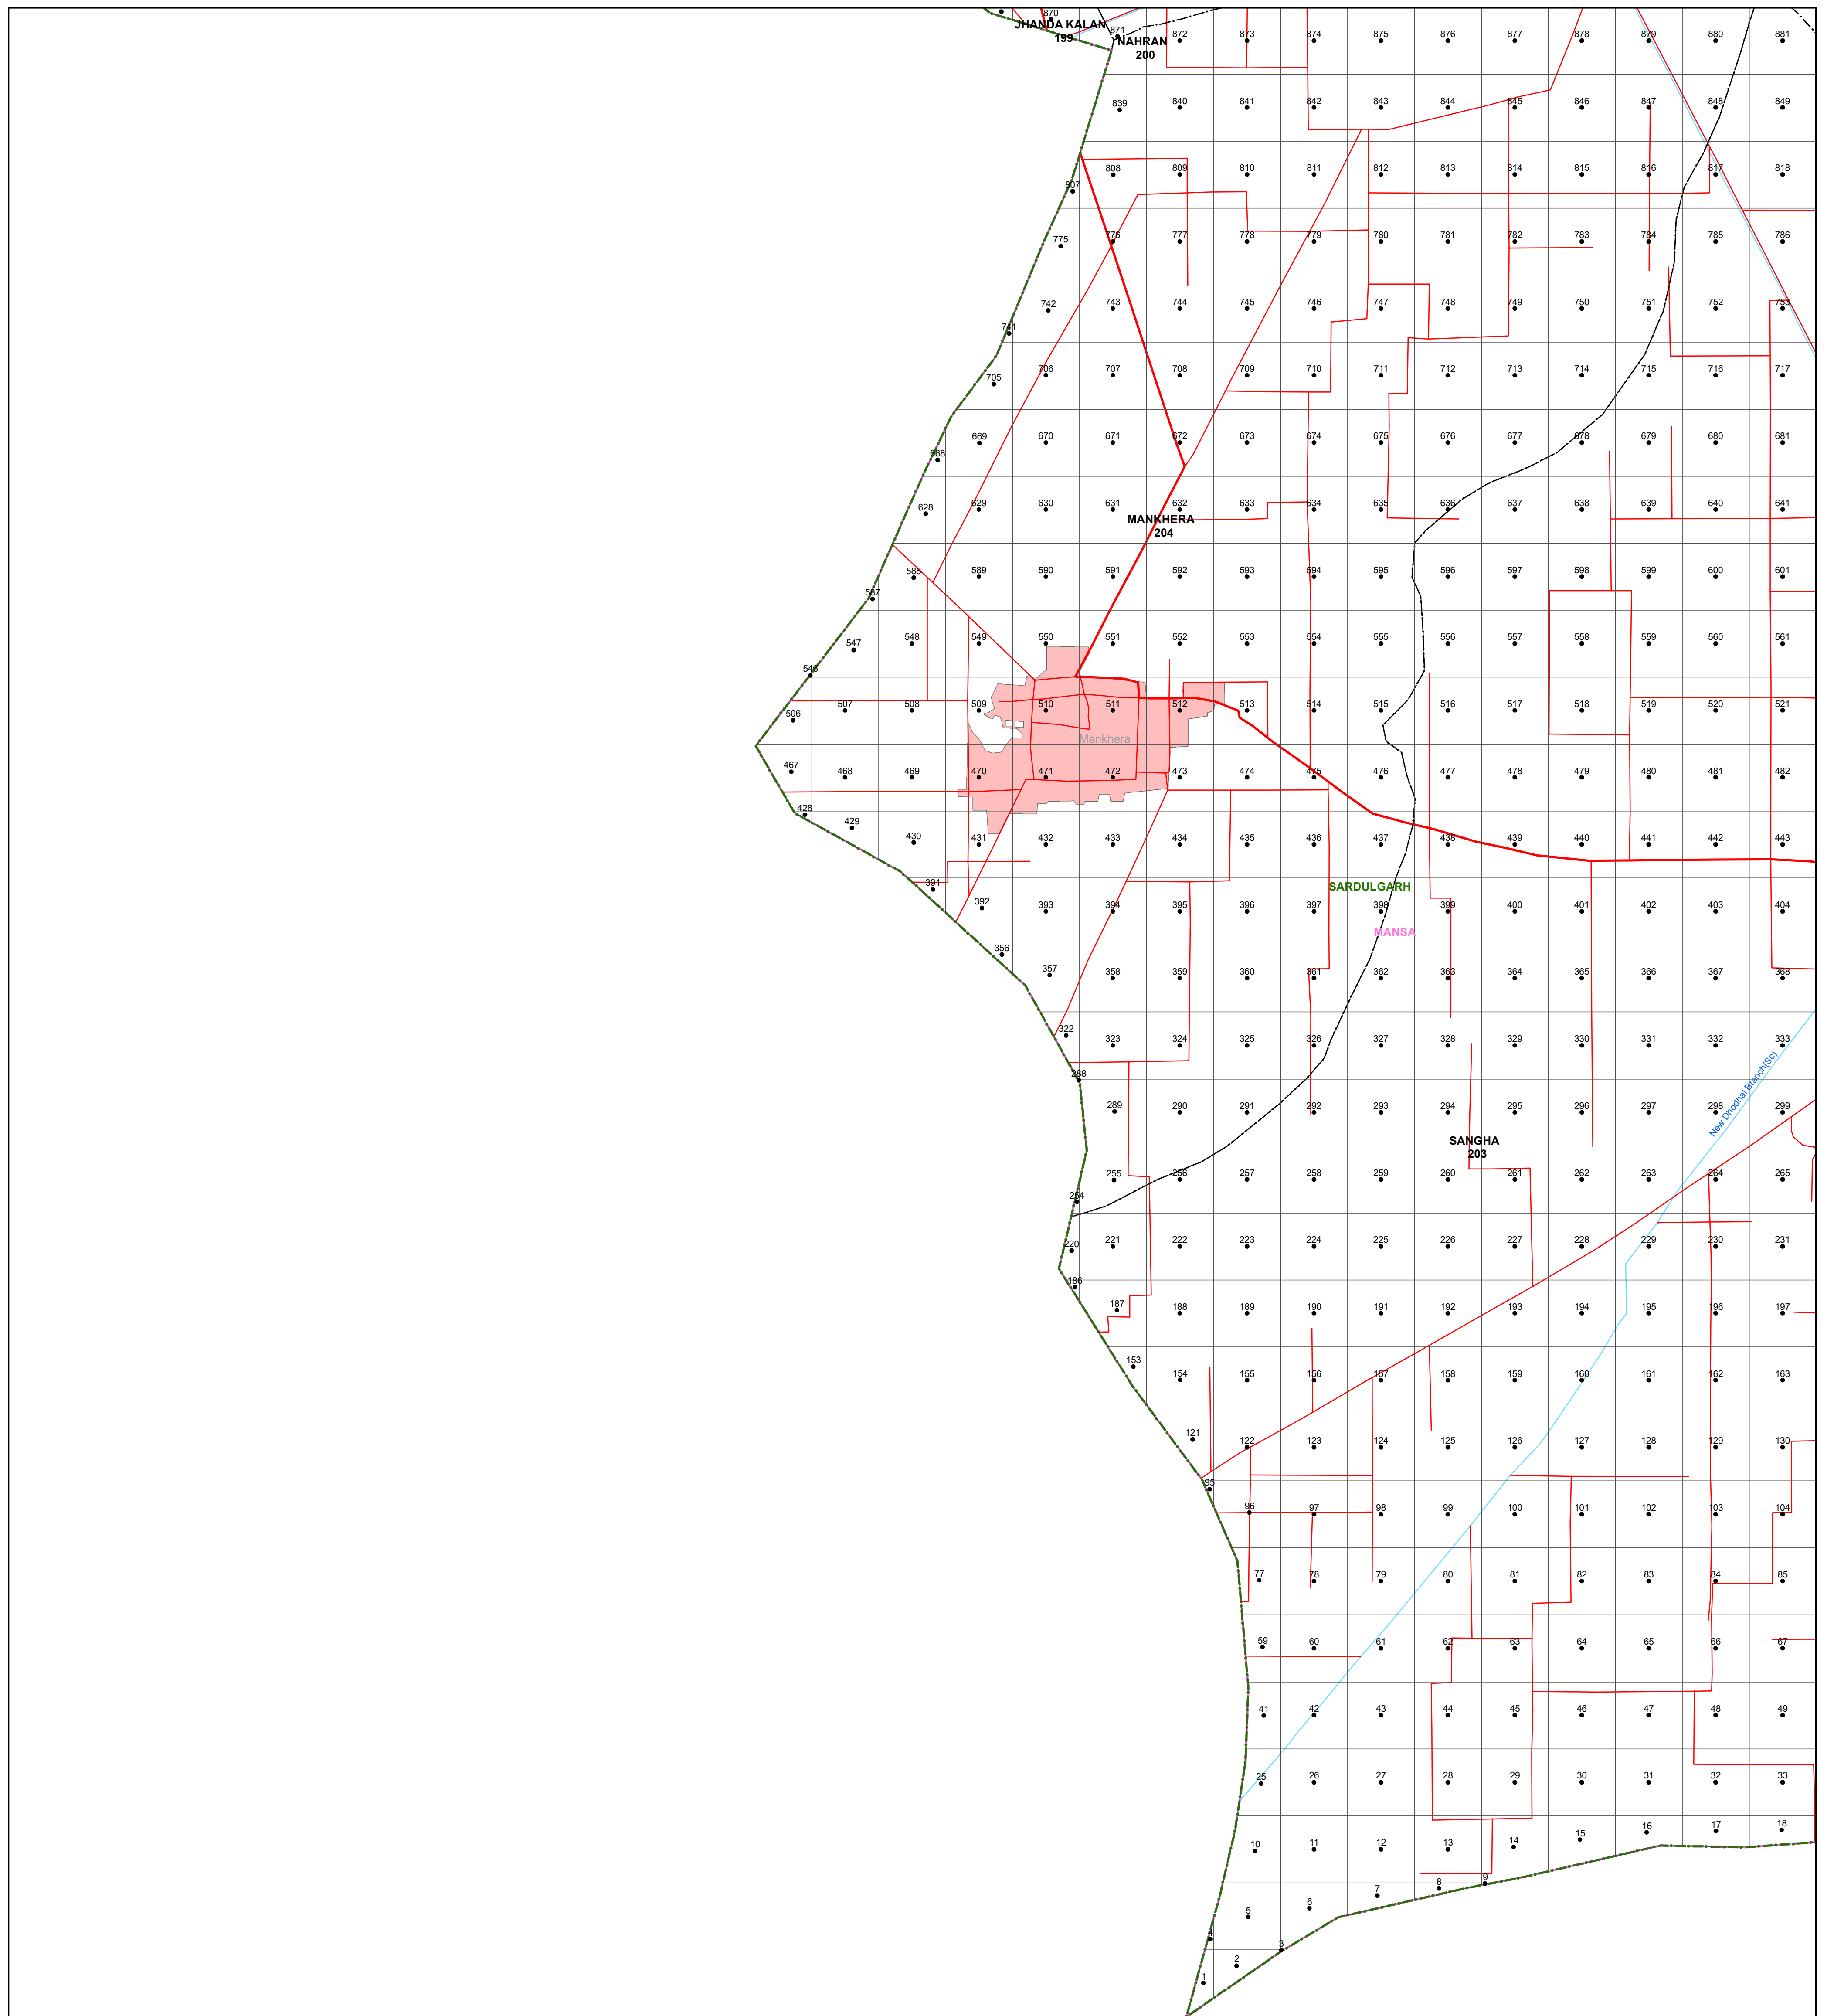 870
JHANDA KALAN
199
871
NAHRAN
200
872 873 874 875 876 877 878 879 880 881
839 840 841 842 843 844 845 846 847 848 849
807 808 809 810 811 812 813 814 815 816 817 818
775 776 777 778 779 780 781 782 783 784 785 786
741 742 743 744 745 746 747 748 749 750 751 752 753
705 706 707 708 709 710 711 712 713 714 715 716 717
668 669 670 671 672 673 674 675 676 677 678 679 680 681
628 629 630 631 632 633 634 635 636 637 638 639 640 641
MANKHERA
204
587 588 589 590 591 592 593 594 595 596 597 598 599 600 601
546 547 548 549 550 551 552 553 554 555 556 557 558 559 560 561
506 507 508 509 510 511 512 513 514 515 516 517 518 519 520 521
Mankhera
467 468 469 470 471 472 473 474 475 476 477 478 479 480 481 482
428 429 430 431 432 433 434 435 436 437 438 439 440 441 442 443
SARDULGARH
391 392 393 394 395 396 397 398 399 400 401 402 403 404
MANSA
356 357 358 359 360 361 362 363 364 365 366 367 368
322 323 324 325 326 327 328 329 330 331 332 333
New Dhodhal Branch(Sc)
288 289 290 291 292 293 294 295 296 297 298 299
SANGHA
203
254 255 256 257 258 259 260 261 262 263 264 265
220 221 222 223 224 225 226 227 228 229 230 231
186 187 188 189 190 191 192 193 194 195 196 197
153 154 155 156 157 158 159 160 161 162 163
121 122 123 124 125 126 127 128 129 130
95 96 97 98 99 100 101 102 103 104
77 78 79 80 81 82 83 84 85
59 60 61 62 63 64 65 66 67
41 42 43 44 45 46 47 48 49
25 26 27 28 29 30 31 32 33
10 11 12 13 14 15 16 17 18
4 5 6 7 8 9
1 2 3